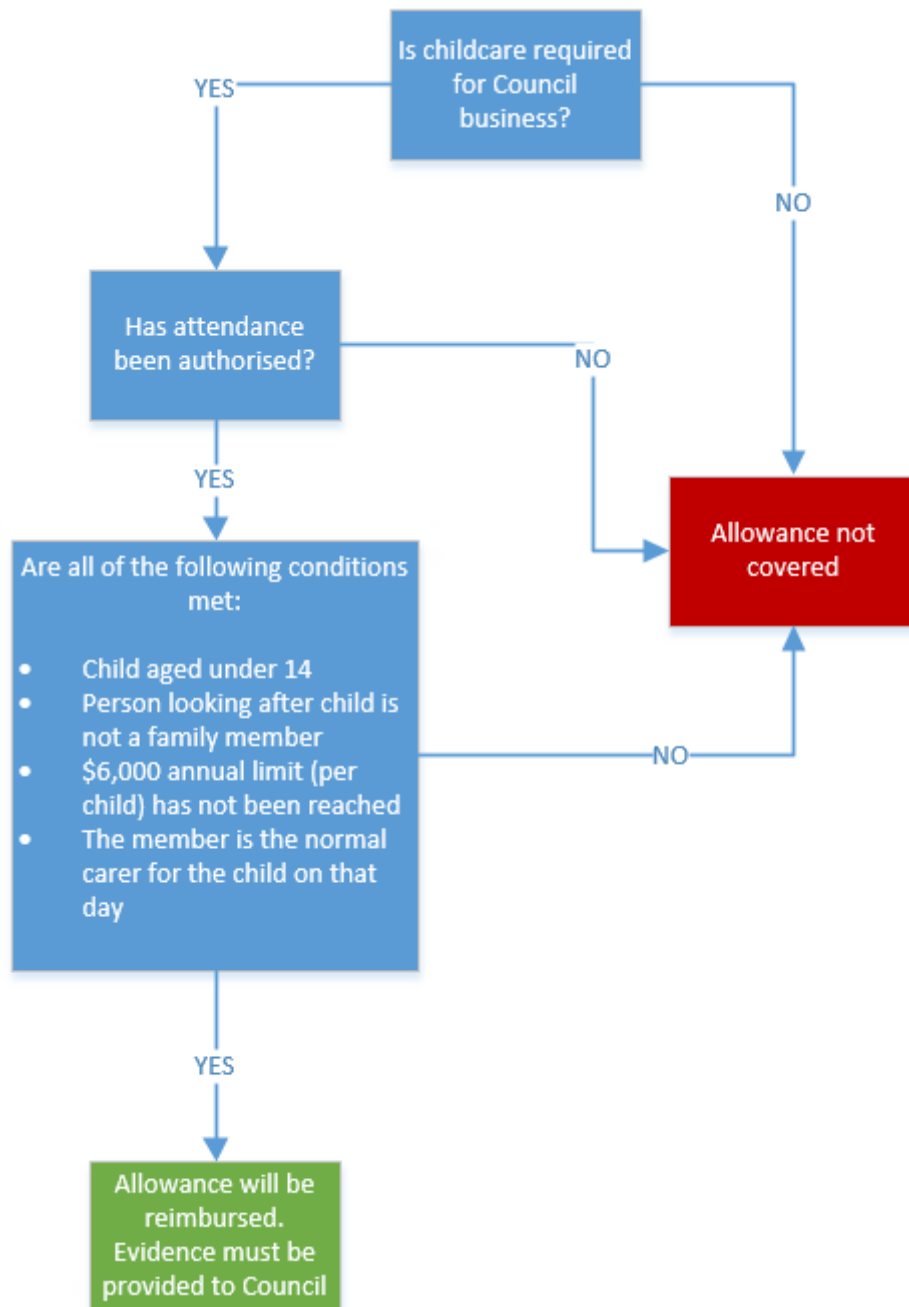 Is childcare required
for Council
business?
YES
NO
Has attendance
been authorised?
NO
YES
Allowance not
covered
Are all of the following conditions
met:
• Child aged under 14
• Person looking after child is
not a family member
• $6,000 annual limit (per
child) has not been reached
• The member is the normal
carer for the child on that
day
NO
YES
Allowance will be
reimbursed.
Evidence must be
provided to Council